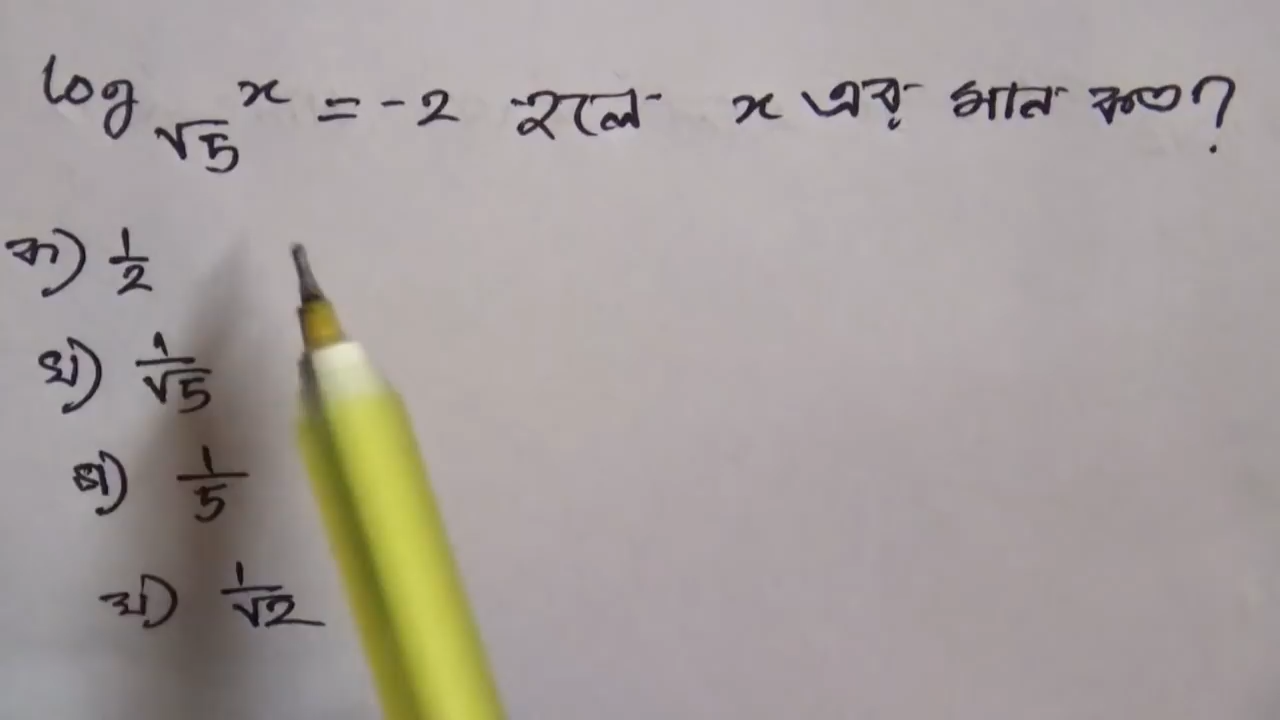 log√5 x = -2 হলে x এর মান কত?
ক) 1/2
খ) 1/√5
গ) 1/5
ঘ) 1/√2